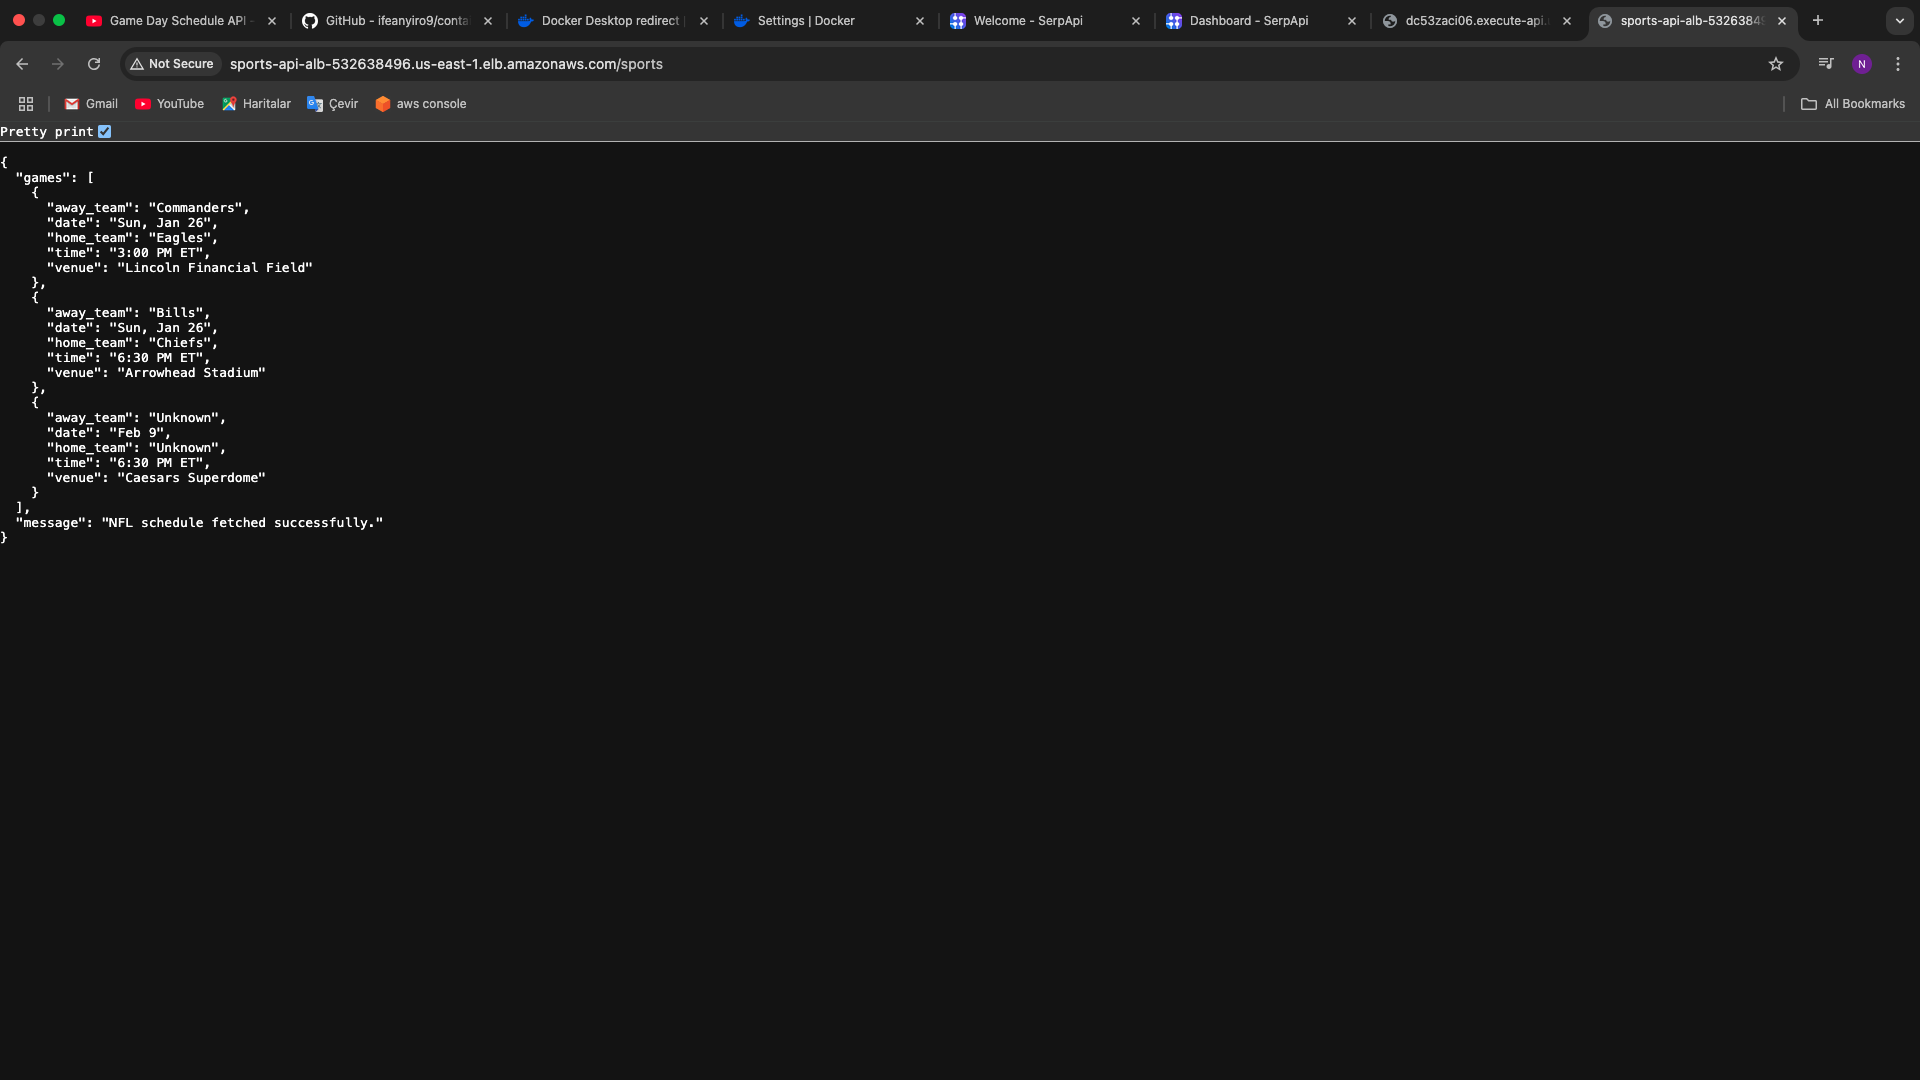 Game Day Schedule API -
GitHub - ifeanyiro9/conta
Docker Desktop redirect
Settings | Docker
Welcome - SerpApi
Dashboard - SerpApi
dc53zaci06.execute-api.
sports-api-alb-53263849
Not Secure
sports-api-alb-532638496.us-east-1.elb.amazonaws.com/sports
N
Gmail
YouTube
Haritalar
Çevir
aws console
All Bookmarks
Pretty print
{
  "games": [
    {
      "away_team": "Commanders",
      "date": "Sun, Jan 26",
      "home_team": "Eagles",
      "time": "3:00 PM ET",
      "venue": "Lincoln Financial Field"
    },
    {
      "away_team": "Bills",
      "date": "Sun, Jan 26",
      "home_team": "Chiefs",
      "time": "6:30 PM ET",
      "venue": "Arrowhead Stadium"
    },
    {
      "away_team": "Unknown",
      "date": "Feb 9",
      "home_team": "Unknown",
      "time": "6:30 PM ET",
      "venue": "Caesars Superdome"
    }
  ],
  "message": "NFL schedule fetched successfully."
}